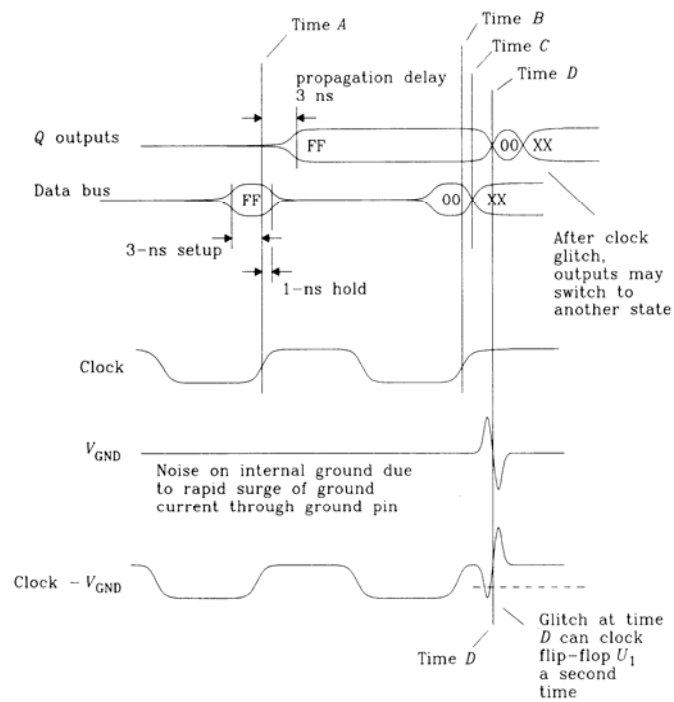 Time A
Time B
Time C
Time D
propagation delay
3 ns
Q outputs
FF
00
XX
Data bus
FF
00
XX
3-ns setup
1-ns hold
After clock
glitch,
outputs may
switch to
another state
Clock
VGND
Noise on internal ground due
to rapid surge of ground
current through ground pin
Clock - VGND
Time D
Glitch at time
D can clock
flip-flop U1
a second
time